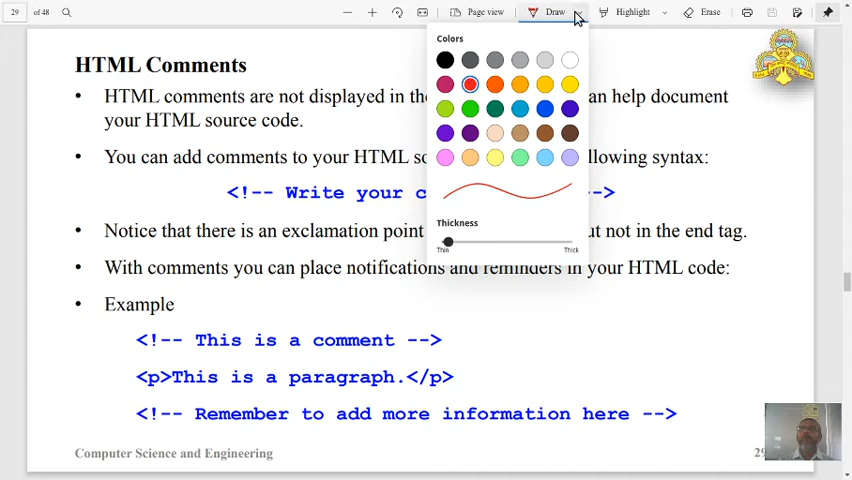 29 of 48 Page view Draw Highlight Erase
Colors
Thickness
Thin Thick
HTML Comments
• HTML comments are not displayed in the an help document
your HTML source code.
• You can add comments to your HTML so llowing syntax:
<!-- Write your c -->
• Notice that there is an exclamation point ut not in the end tag.
• With comments you can place notifications and reminders in your HTML code:
• Example
<!-- This is a comment -->
<p>This is a paragraph.</p>
<!-- Remember to add more information here -->
Computer Science and Engineering 29